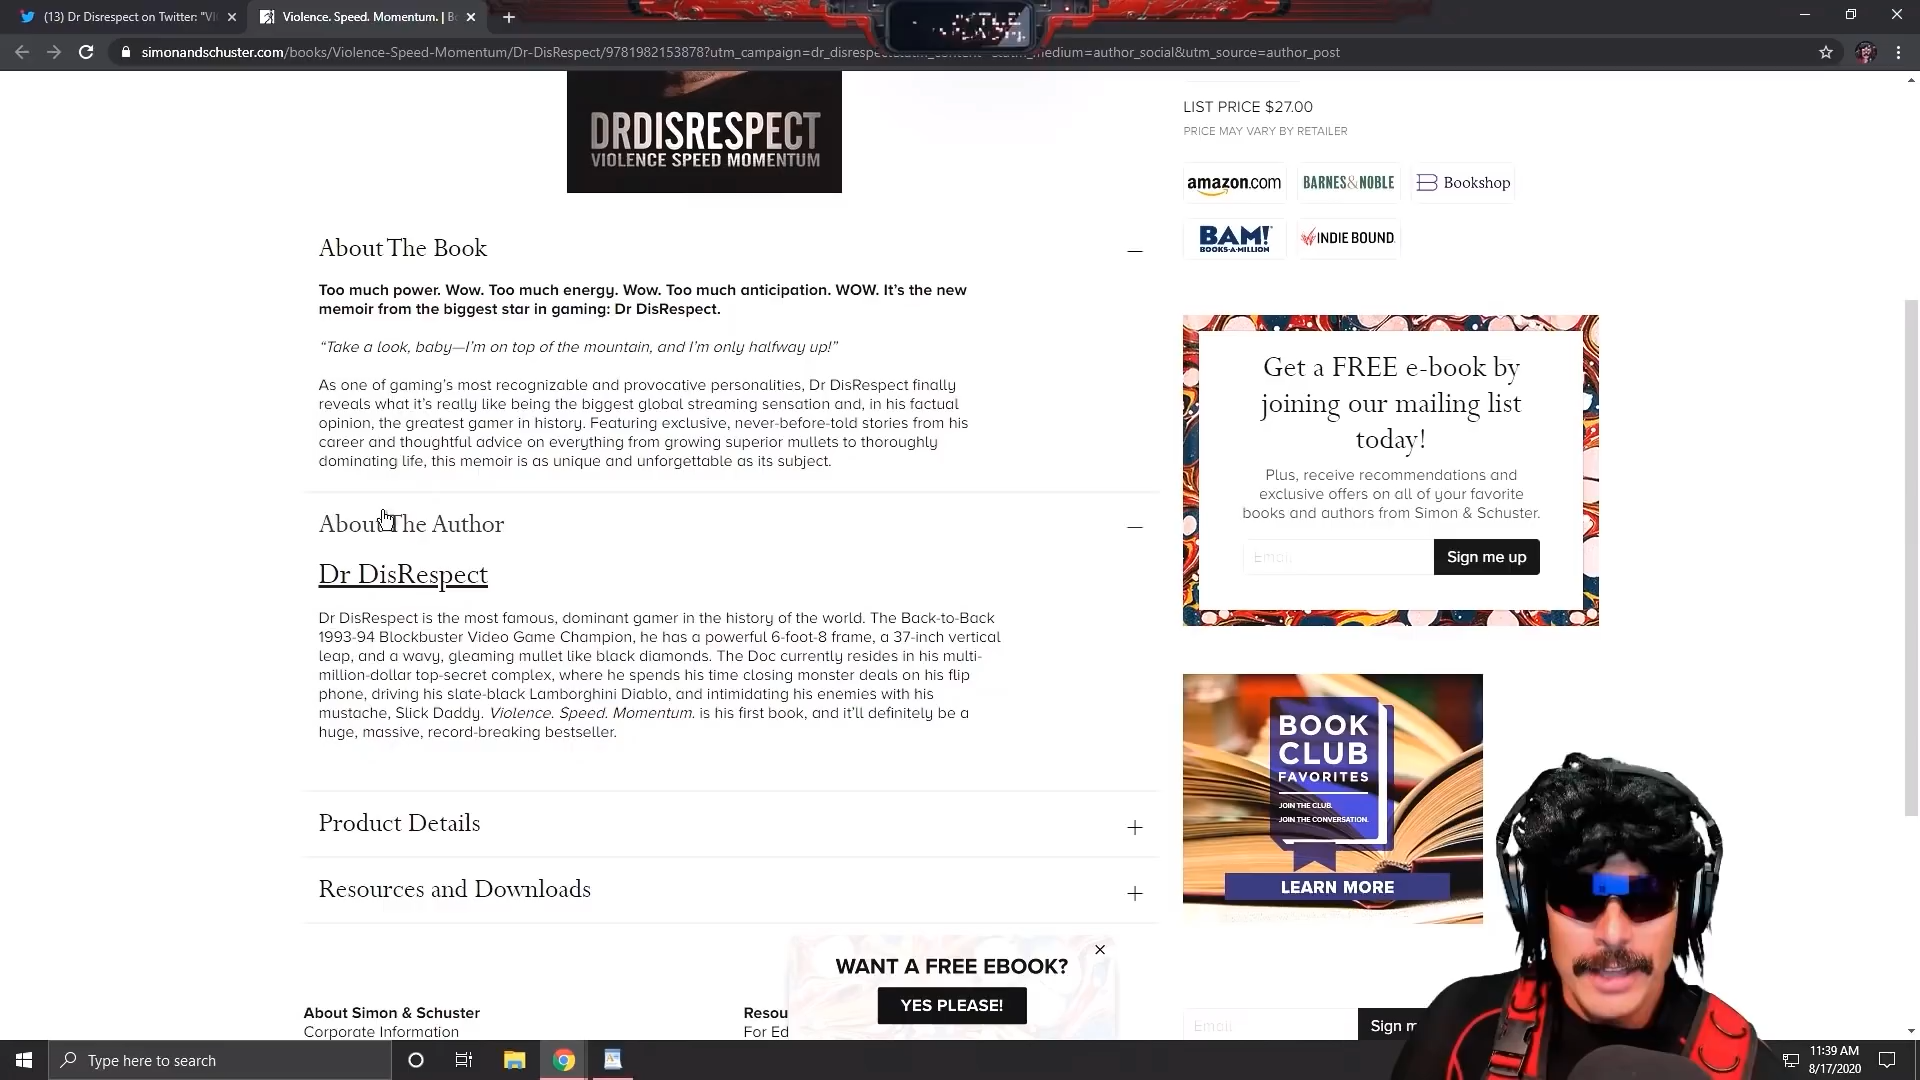 (13) Dr Disrespect on Twitter: "VI
Violence. Speed. Momentum. | Bo
simonandschuster.com/books/Violence-Speed-Momentum/Dr-DisRespect/9781982153878?utm_campaign=dr_disrespect
medium=author_social&utm_source=author_post
DRDISRESPECT
VIOLENCE SPEED MOMENTUM
LIST PRICE $27.00
PRICE MAY VARY BY RETAILER
amazon.com
BARNES&NOBLE
Bookshop
BAM!
BOOKS-A-MILLION
INDIE BOUND
About The Book
Too much power. Wow. Too much energy. Wow. Too much anticipation. WOW. It's the new
memoir from the biggest star in gaming: Dr DisRespect.
“Take a look, baby—I'm on top of the mountain, and I'm only halfway up!”
As one of gaming's most recognizable and provocative personalities, Dr DisRespect finally
reveals what it's really like being the biggest global streaming sensation and, in his factual
opinion, the greatest gamer in history. Featuring exclusive, never-before-told stories from his
career and thoughtful advice on everything from growing superior mullets to thoroughly
dominating life, this memoir is as unique and unforgettable as its subject.
About The Author
Dr DisRespect
Dr DisRespect is the most famous, dominant gamer in the history of the world. The Back-to-Back
1993-94 Blockbuster Video Game Champion, he has a powerful 6-foot-8 frame, a 37-inch vertical
leap, and a wavy, gleaming mullet like black diamonds. The Doc currently resides in his multi-
million-dollar top-secret complex, where he spends his time closing monster deals on his flip
phone, driving his slate-black Lamborghini Diablo, and intimidating his enemies with his
mustache, Slick Daddy. Violence. Speed. Momentum. is his first book, and it'll definitely be a
huge, massive, record-breaking bestseller.
Product Details
Resources and Downloads
Get a FREE e-book by
joining our mailing list
today!
Plus, receive recommendations and
exclusive offers on all of your favorite
books and authors from Simon & Schuster.
Email
Sign me up
BOOK
CLUB
FAVORITES
JOIN THE CLUB.
JOIN THE CONVERSATION.
LEARN MORE
WANT A FREE EBOOK?
YES PLEASE!
About Simon & Schuster
Corporate Information
Resou
For Ed
Email
Sign m
Type here to search
11:39 AM
8/17/2020